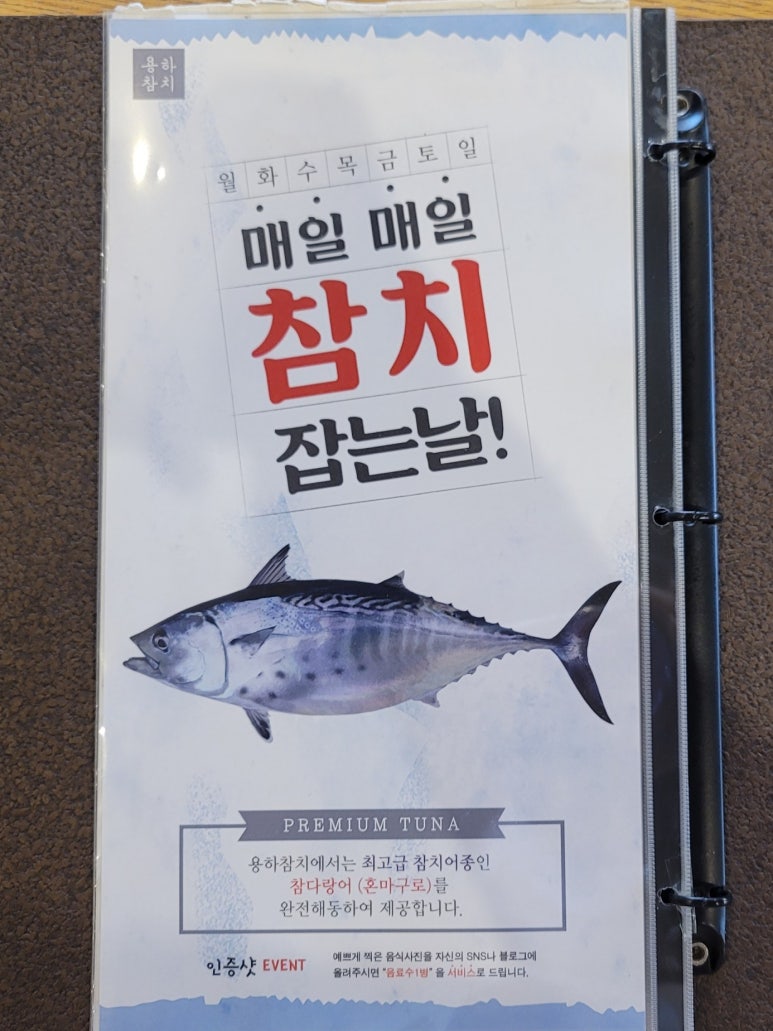 용하
참치
월 화 수 목 금 토 일
매일 매일
참치
잡는날!
PREMIUM TUNA
용하참치에서는 최고급 참치어종인
참다랑어 (혼마구로)를
완전해동하여 제공합니다.
인증샷 EVENT
예쁘게 찍은 음식사진을 자신의 SNS나 블로그에
올려주시면 "음료수1병" 을 서비스로 드립니다.